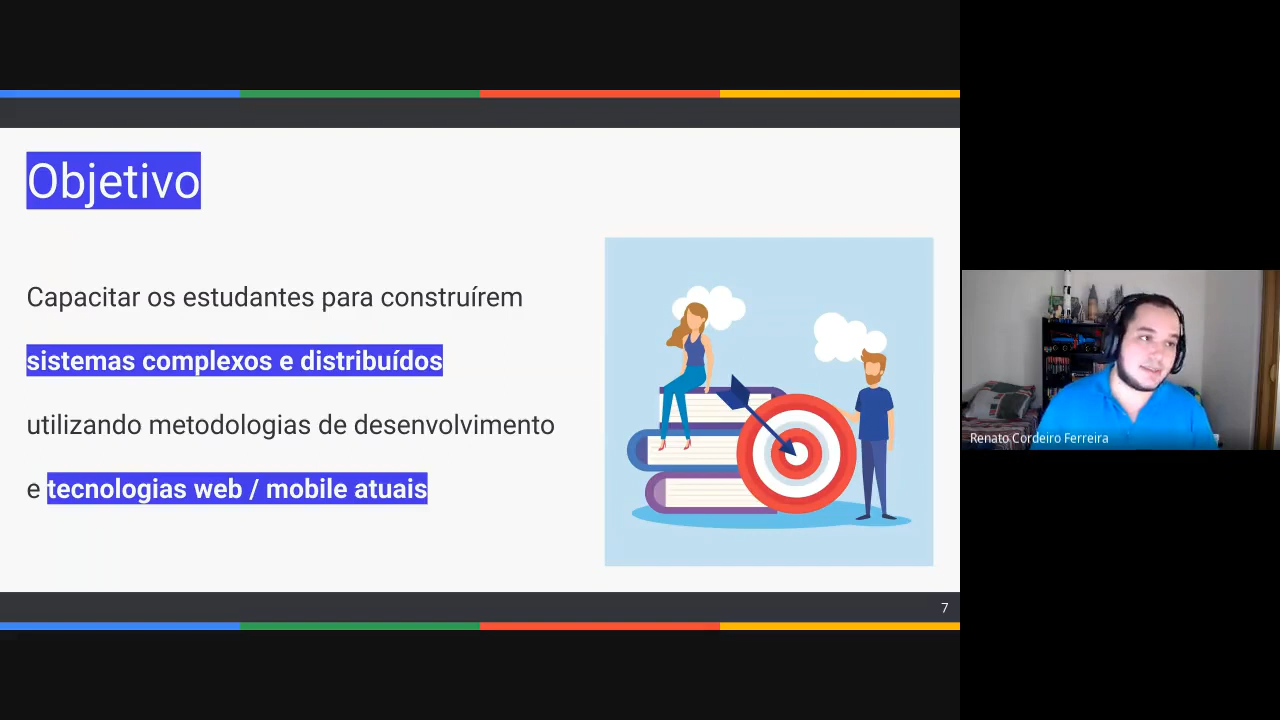 Objetivo
Capacitar os estudantes para construírem
sistemas complexos e distribuídos
utilizando metodologias de desenvolvimento
e tecnologias web / mobile atuais
7
Renato Cordeiro Ferreira